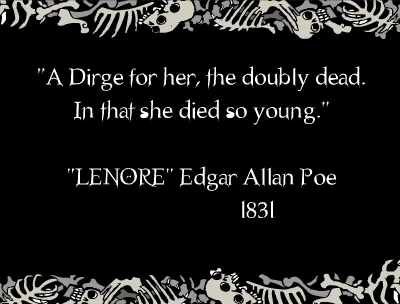 "A Dirge for her, the doubly dead.
In that she died so young."
"LENORE" Edgar Allan Poe
1831